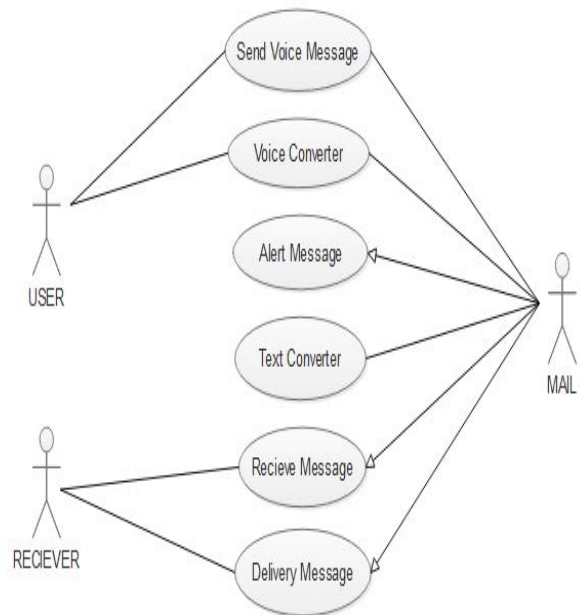 Send Voice Message
Voice Converter
USER
Alert Message
Text Converter
MAIL
Recieve Message
RECIEVER
Delivery Message